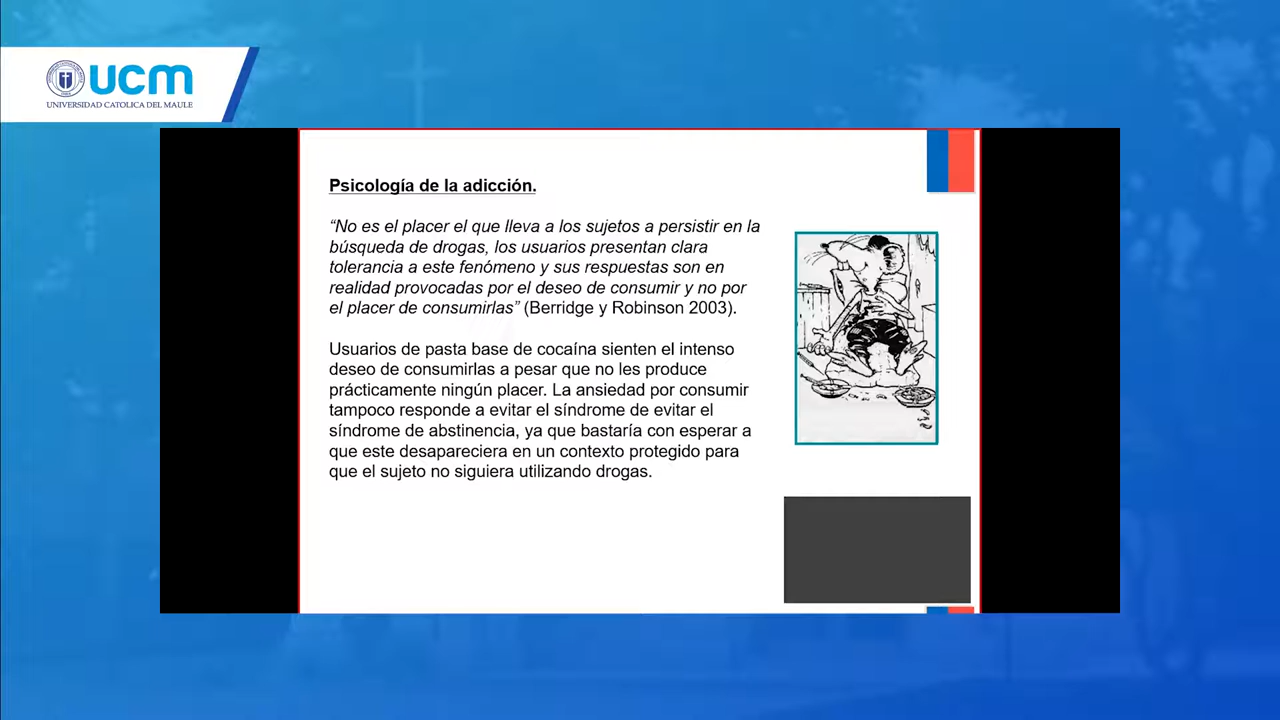 ucm
UNIVERSIDAD CATOLICA DEL MAULE
Psicología de la adicción.
“No es el placer el que lleva a los sujetos a persistir en la
búsqueda de drogas, los usuarios presentan clara
tolerancia a este fenómeno y sus respuestas son en
realidad provocadas por el deseo de consumir y no por
el placer de consumirlas” (Berridge y Robinson 2003).
Usuarios de pasta base de cocaína sienten el intenso
deseo de consumirlas a pesar que no les produce
prácticamente ningún placer. La ansiedad por consumir
tampoco responde a evitar el síndrome de evitar el
síndrome de abstinencia, ya que bastaría con esperar a
que este desapareciera en un contexto protegido para
que el sujeto no siguiera utilizando drogas.